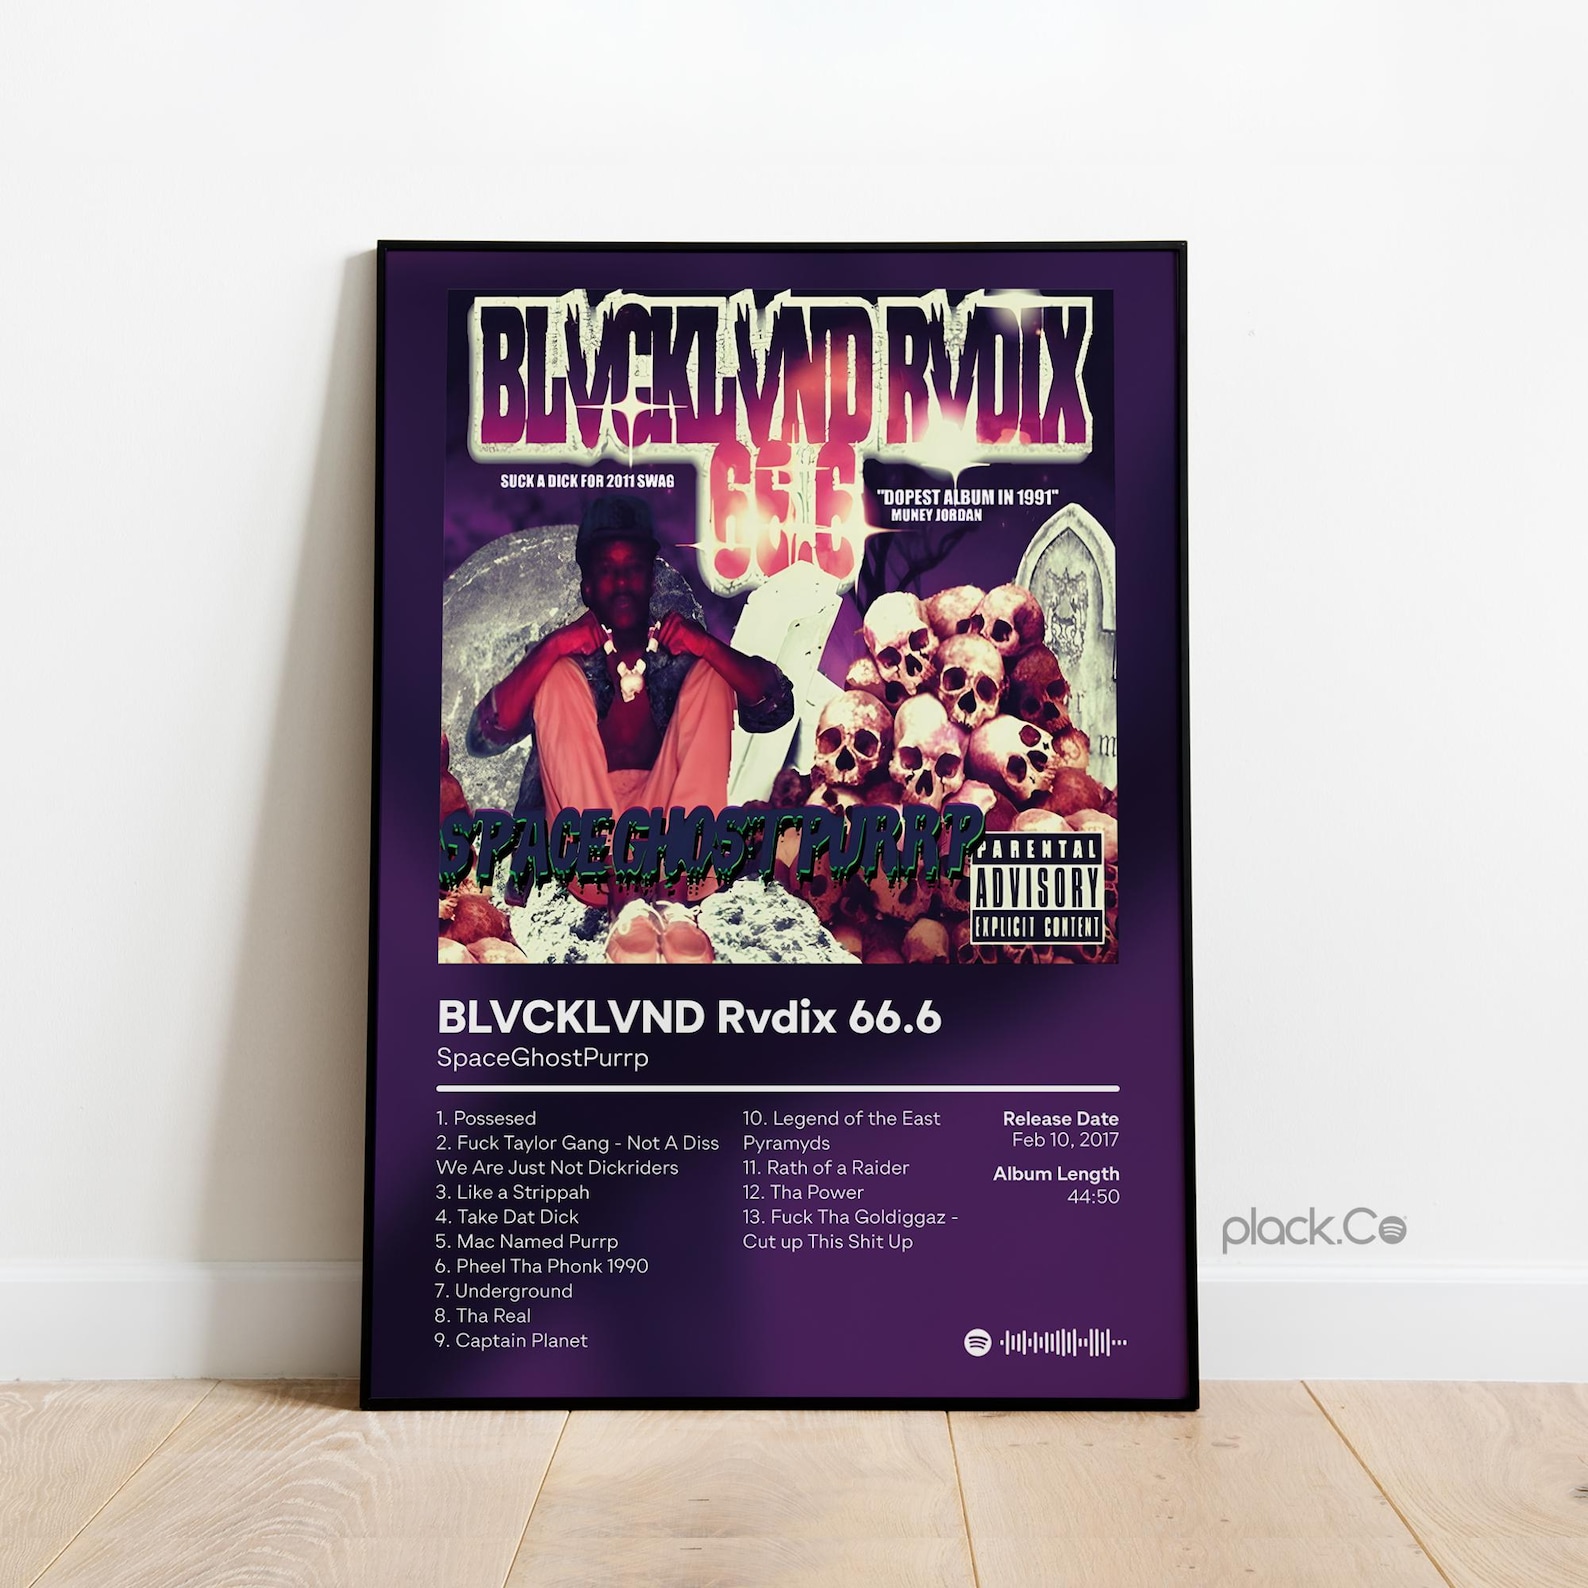 BLVCKLVND RVDIX
66.6
SUCK A DICK FOR 2011 SWAG
"DOPEST ALBUM IN 1991"
MUNEY JORDAN
SPACEGHOSTPURRP
PARENTAL
ADVISORY
EXPLICIT CONTENT
BLVCKLVND Rvdix 66.6
SpaceGhostPurrp
1. Possesed
2. Fuck Taylor Gang - Not A Diss
We Are Just Not Dickriders
3. Like a Strippah
4. Take Dat Dick
5. Mac Named Purrp
6. Pheel Tha Phonk 1990
7. Underground
8. Tha Real
9. Captain Planet
10. Legend of the East
Pyramyds
11. Rath of a Raider
12. Tha Power
13. Fuck Tha Goldiggaz -
Cut up This Shit Up
Release Date
Feb 10, 2017
Album Length
44:50
plack.Co